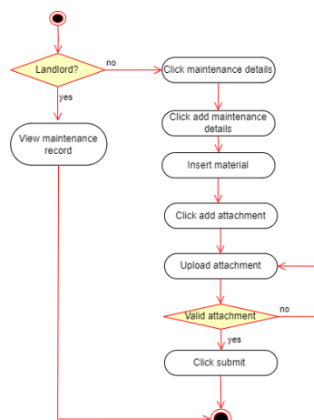 Landlord?
no
Click maintenance details
yes
Click add maintenance
details
View maintenance
record
Insert material
Click add attachment
Upload attachment
Valid attachment
no
yes
Click submit